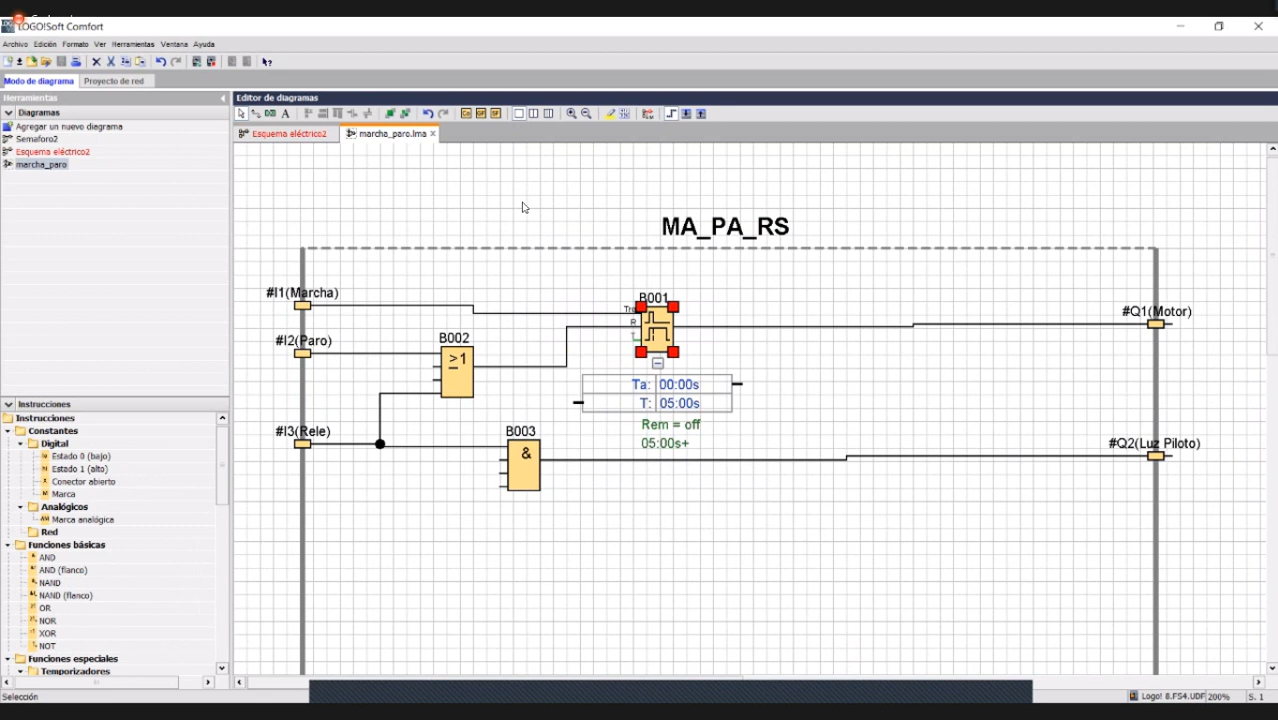 LOGO!Soft Comfort
Archivo Edición Formato Ver Herramientas Ventana Ayuda
Modo de diagrama Proyecto de red
Herramientas
Diagramas
Agregar un nuevo diagrama
Semaforo2
Esquema eléctrico2
marcha_paro
Instrucciones
Instrucciones
Constantes
Digital
Estado 0 (bajo)
Estado 1 (alto)
Conector abierto
Marca
Analógicos
Marca analógica
Red
Funciones básicas
AND
AND (flanco)
NAND
NAND (flanco)
OR
NOR
XOR
NOT
Funciones especiales
Temporizadores
Editor de diagramas
Esquema eléctrico2 marcha_paro.lma
MA_PA_RS
#I1(Marcha)
B001
Trg
R
T
#Q1(Motor)
#I2(Paro)
B002
>1
Ta: 00:00s
T: 05:00s
Rem = off
05:00s+
#I3(Rele)
B003
&
#Q2(Luz Piloto)
Selección
Logo! 8.FS4.UDF 200% S. 1